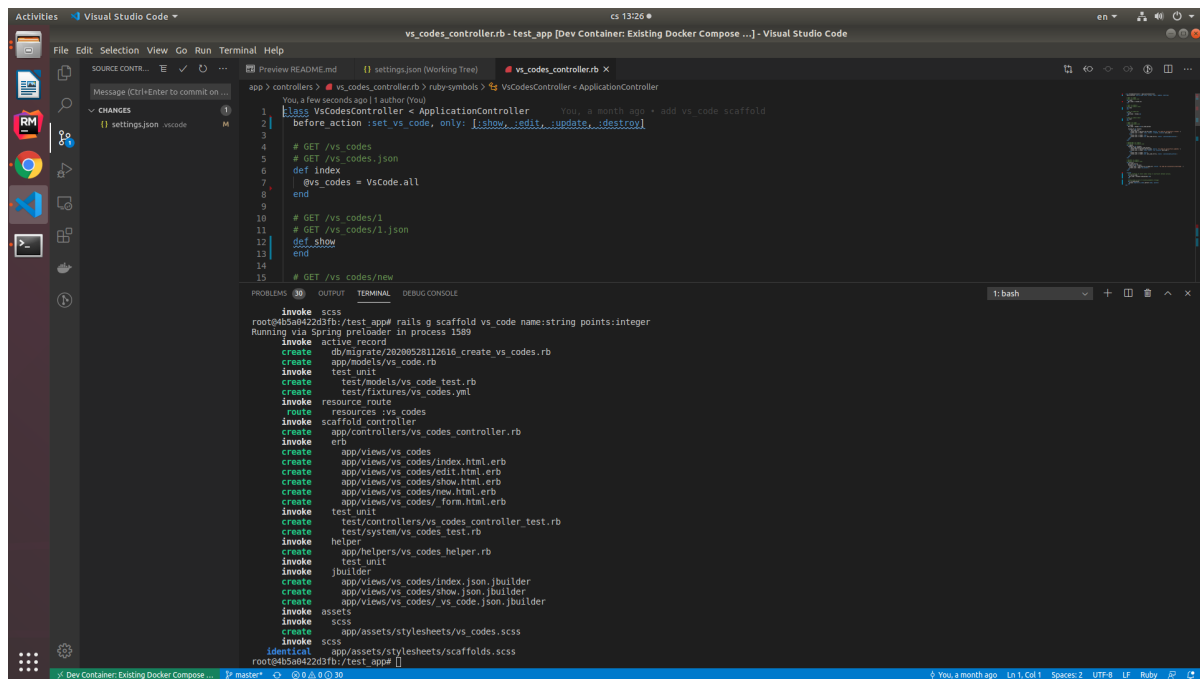 Activities Visual Studio Code cs 13:26 en
vs_codes_controller.rb - test_app [Dev Container: Existing Docker Compose ...] - Visual Studio Code
File Edit Selection View Go Run Terminal Help
SOURCE CONTR...
Message (Ctrl+Enter to commit on ...
CHANGES 1
{} settings.json .vscode M
Preview README.md {} settings.json (Working Tree) vs_codes_controller.rb
app > controllers > vs_codes_controller.rb > ruby-symbols > VsCodesController < ApplicationController
You, a few seconds ago | 1 author (You)
1 class VsCodesController < ApplicationController You, a month ago • add vs_code scaffold
2 before_action :set_vs_code, only: [:show, :edit, :update, :destroy]
3
4 # GET /vs_codes
5 # GET /vs_codes.json
6 def index
7 @vs_codes = VsCode.all
8 end
9
10 # GET /vs_codes/1
11 # GET /vs_codes/1.json
12 def show
13 end
14
15 # GET /vs_codes/new
PROBLEMS 30 OUTPUT TERMINAL DEBUG CONSOLE 1: bash
invoke scss
root@4b5a0422d3fb:/test_app# rails g scaffold vs_code name:string points:integer
Running via Spring preloader in process 1589
invoke active_record
create db/migrate/20200528112616_create_vs_codes.rb
create app/models/vs_code.rb
invoke test_unit
create test/models/vs_code_test.rb
create test/fixtures/vs_codes.yml
invoke resource_route
route resources :vs_codes
invoke scaffold_controller
create app/controllers/vs_codes_controller.rb
invoke erb
create app/views/vs_codes
create app/views/vs_codes/index.html.erb
create app/views/vs_codes/edit.html.erb
create app/views/vs_codes/show.html.erb
create app/views/vs_codes/new.html.erb
create app/views/vs_codes/_form.html.erb
invoke test_unit
create test/controllers/vs_codes_controller_test.rb
create test/system/vs_codes_test.rb
invoke helper
create app/helpers/vs_codes_helper.rb
invoke test_unit
invoke jbuilder
create app/views/vs_codes/index.json.jbuilder
create app/views/vs_codes/show.json.jbuilder
create app/views/vs_codes/_vs_code.json.jbuilder
invoke assets
invoke scss
create app/assets/stylesheets/vs_codes.scss
invoke scss
identical app/assets/stylesheets/scaffolds.scss
root@4b5a0422d3fb:/test_app#
Dev Container: Existing Docker Compose ... master* 0 0 30 You, a month ago Ln 1, Col 1 Spaces: 2 UTF-8 LF Ruby